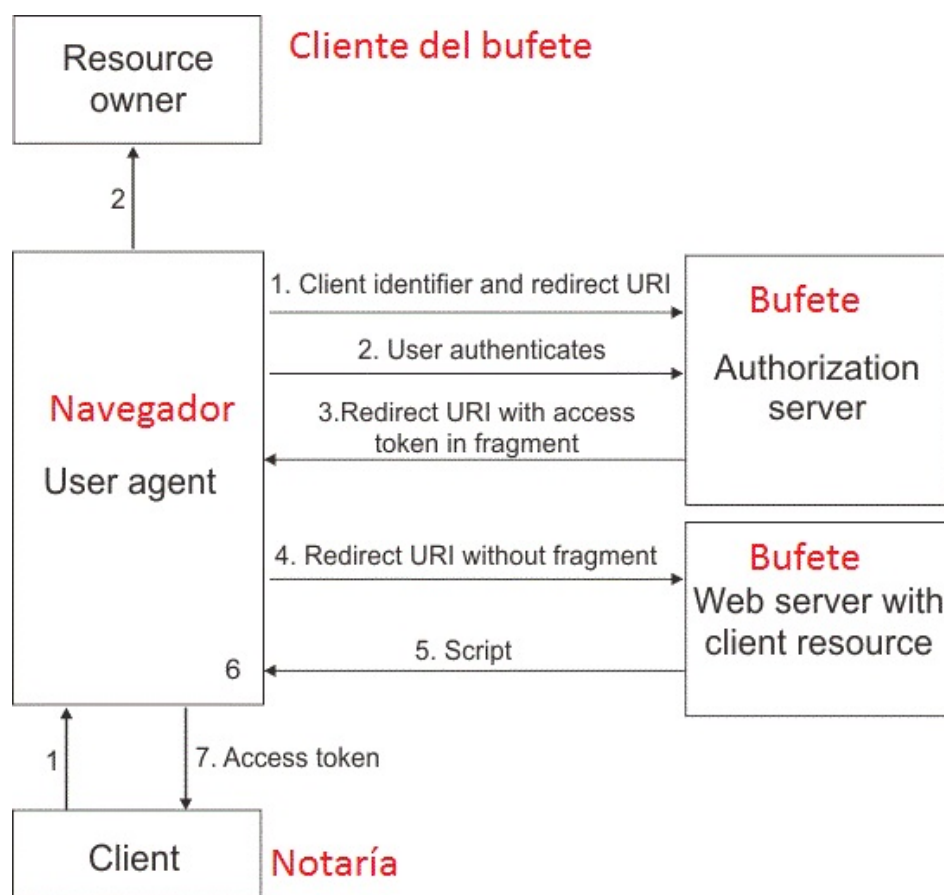 Resource
owner
Cliente del bufete
2
1. Client identifier and redirect URI
2. User authenticates
3.Redirect URI with access
token in fragment
Navegador
User agent
Bufete
Authorization
server
4. Redirect URI without fragment
5. Script
6
Bufete
Web server with
client resource
1
7. Access token
Client
Notaría